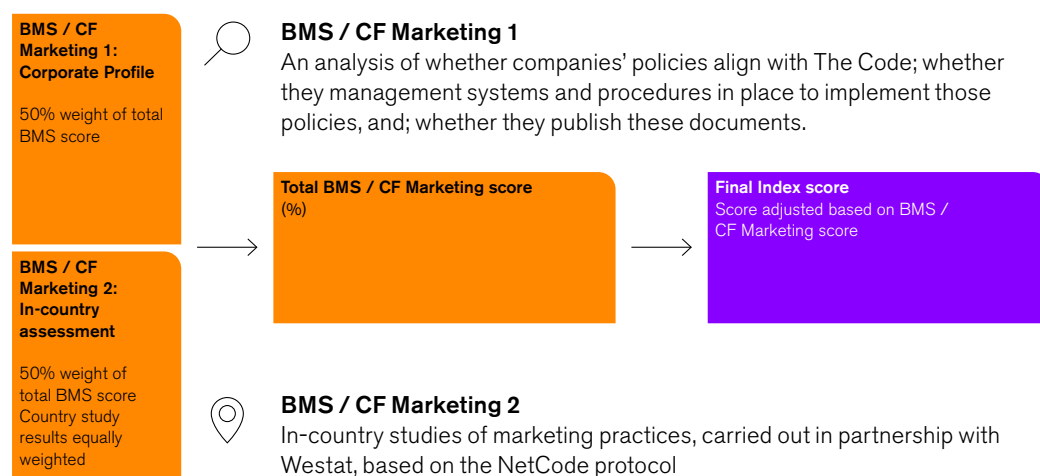 BMS / CF
Marketing 1:
Corporate Profile
50% weight of total
BMS score
BMS / CF Marketing 1
An analysis of whether companies' policies align with The Code; whether
they management systems and procedures in place to implement those
policies, and; whether they publish these documents.
Total BMS / CF Marketing score
(%)
Final Index score
Score adjusted based on BMS /
CF Marketing score
BMS / CF
Marketing 2:
In-country
assessment
50% weight of
total BMS score
Country study
results equally
weighted
BMS / CF Marketing 2
In-country studies of marketing practices, carried out in partnership with
Westat, based on the NetCode protocol